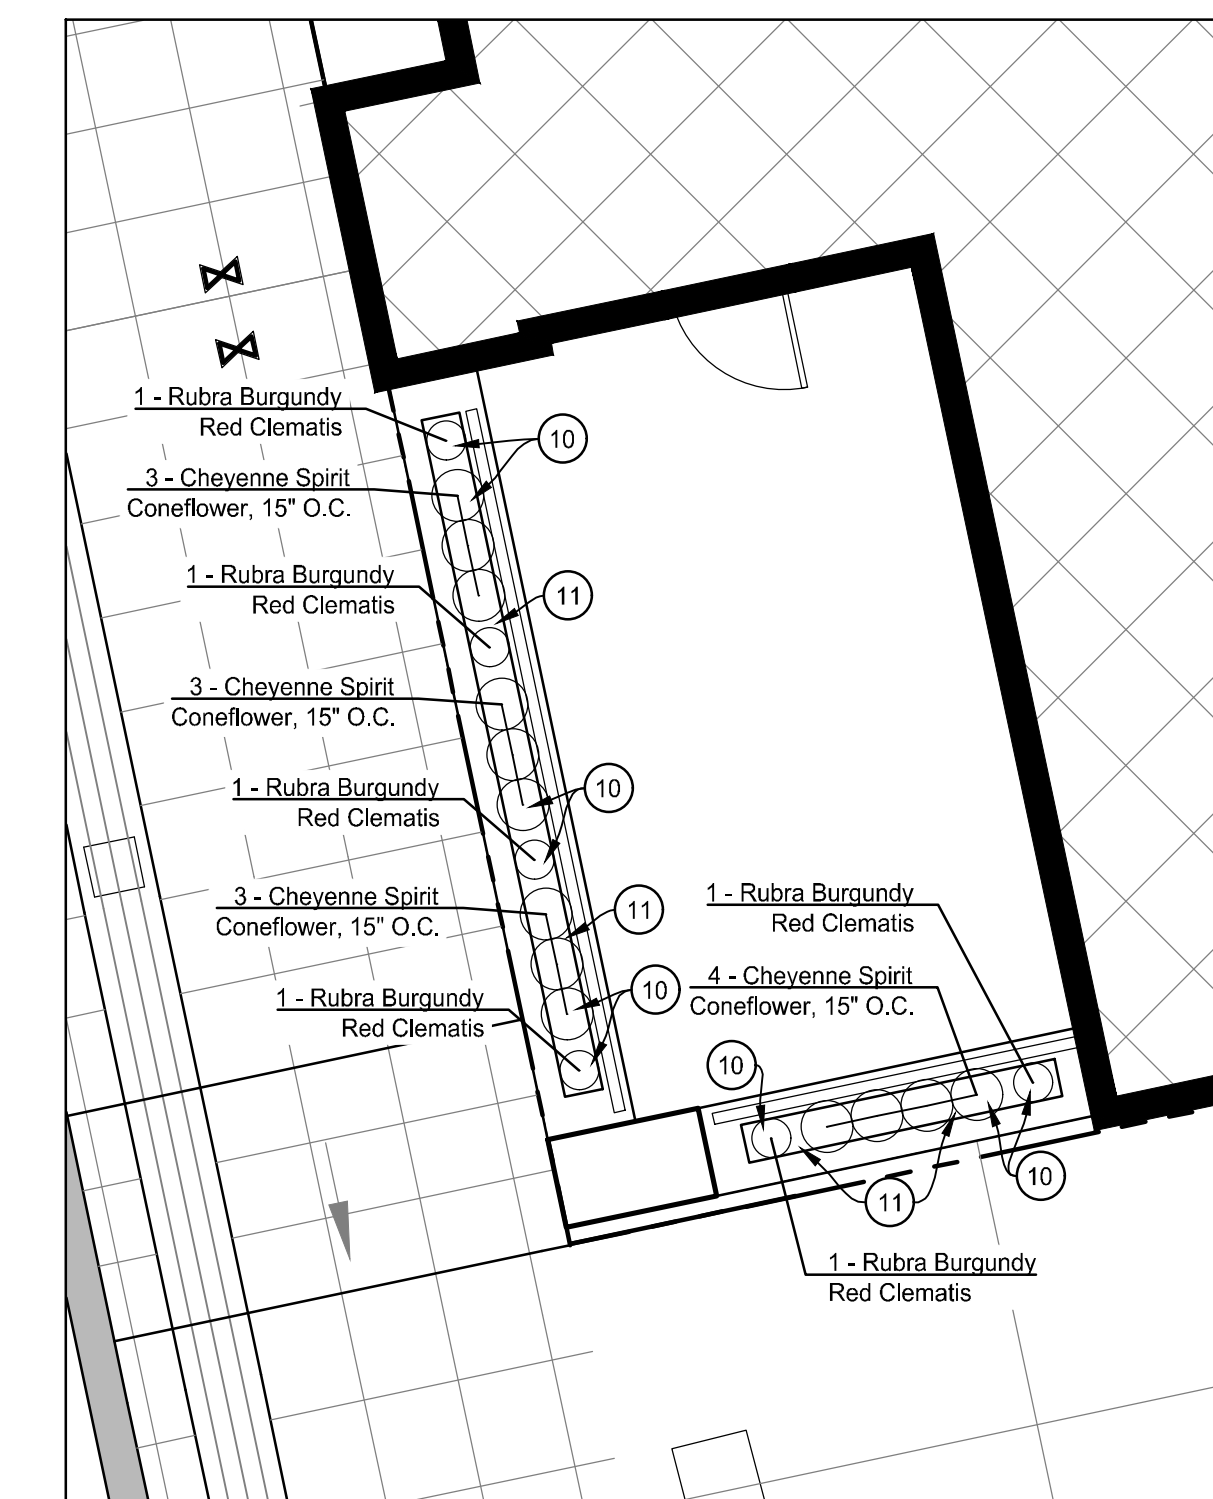 1 - Rubra Burgundy
Red Clematis
10
3 - Cheyenne Spirit
Coneflower, 15" O.C.
1 - Rubra Burgundy
Red Clematis
11
3 - Cheyenne Spirit
Coneflower, 15" O.C.
1 - Rubra Burgundy
Red Clematis
10
3 - Cheyenne Spirit
Coneflower, 15" O.C.
11
1 - Rubra Burgundy
Red Clematis
10
1 - Rubra Burgundy
Red Clematis
4 - Cheyenne Spirit
Coneflower, 15" O.C.
10
10
11
1 - Rubra Burgundy
Red Clematis